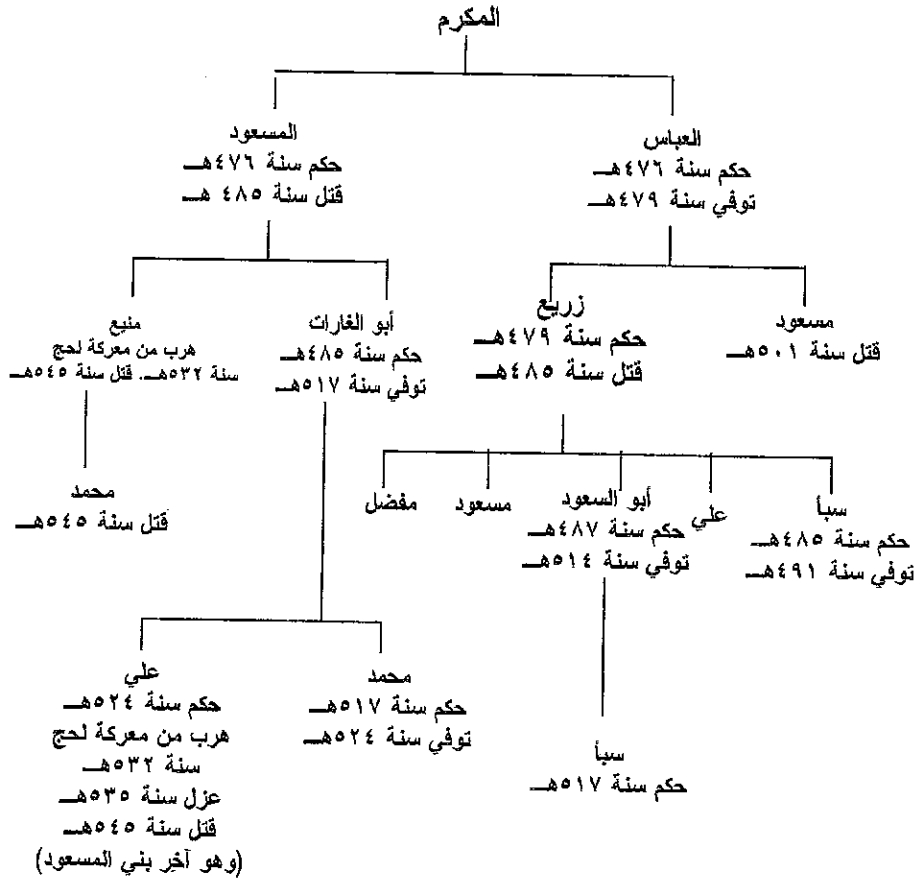 المكرم
العباس
حكم سنة ٤٧٦هـ
توفي سنة ٤٧٩هـ
المسعود
حكم سنة ٤٧٦هـ
قتل سنة ٤٨٥ هـ
مسعود
قتل سنة ٥٠١هـ
زريع
حكم سنة ٤٧٩هـ
قتل سنة ٤٨٥هـ
أبو الغارات
حكم سنة ٤٨٥هـ
توفي سنة ٥١٧هـ
منيع
هرب من معركة لحج
سنة ٥٣٢هـ. قتل سنة ٥٤٥هـ
سبأ
حكم سنة ٤٨٥هـ
توفي سنة ٤٩١هـ
علي
أبو السعود
حكم سنة ٤٨٧هـ
توفي سنة ٥١٤هـ
مسعود
مفضل
محمد
قتل سنة ٥٤٥هـ
سبأ
حكم سنة ٥١٧هـ
محمد
حكم سنة ٥١٧هـ
توفي سنة ٥٢٤هـ
علي
حكم سنة ٥٢٤هـ
هرب من معركة لحج
سنة ٥٣٢هـ
عزل سنة ٥٣٥هـ
قتل سنة ٥٤٥هـ
(وهو آخر بني المسعود)